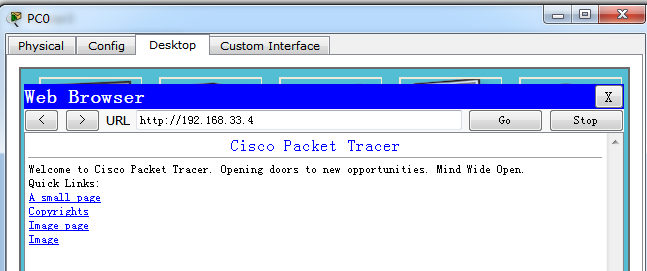 PC0
Physical Config Desktop Custom Interface
Web Browser X
< > URL http://192.168.33.4 Go Stop
Cisco Packet Tracer
Welcome to Cisco Packet Tracer. Opening doors to new opportunities. Mind Wide Open.
Quick Links:
A small page
Copyrights
Image page
Image